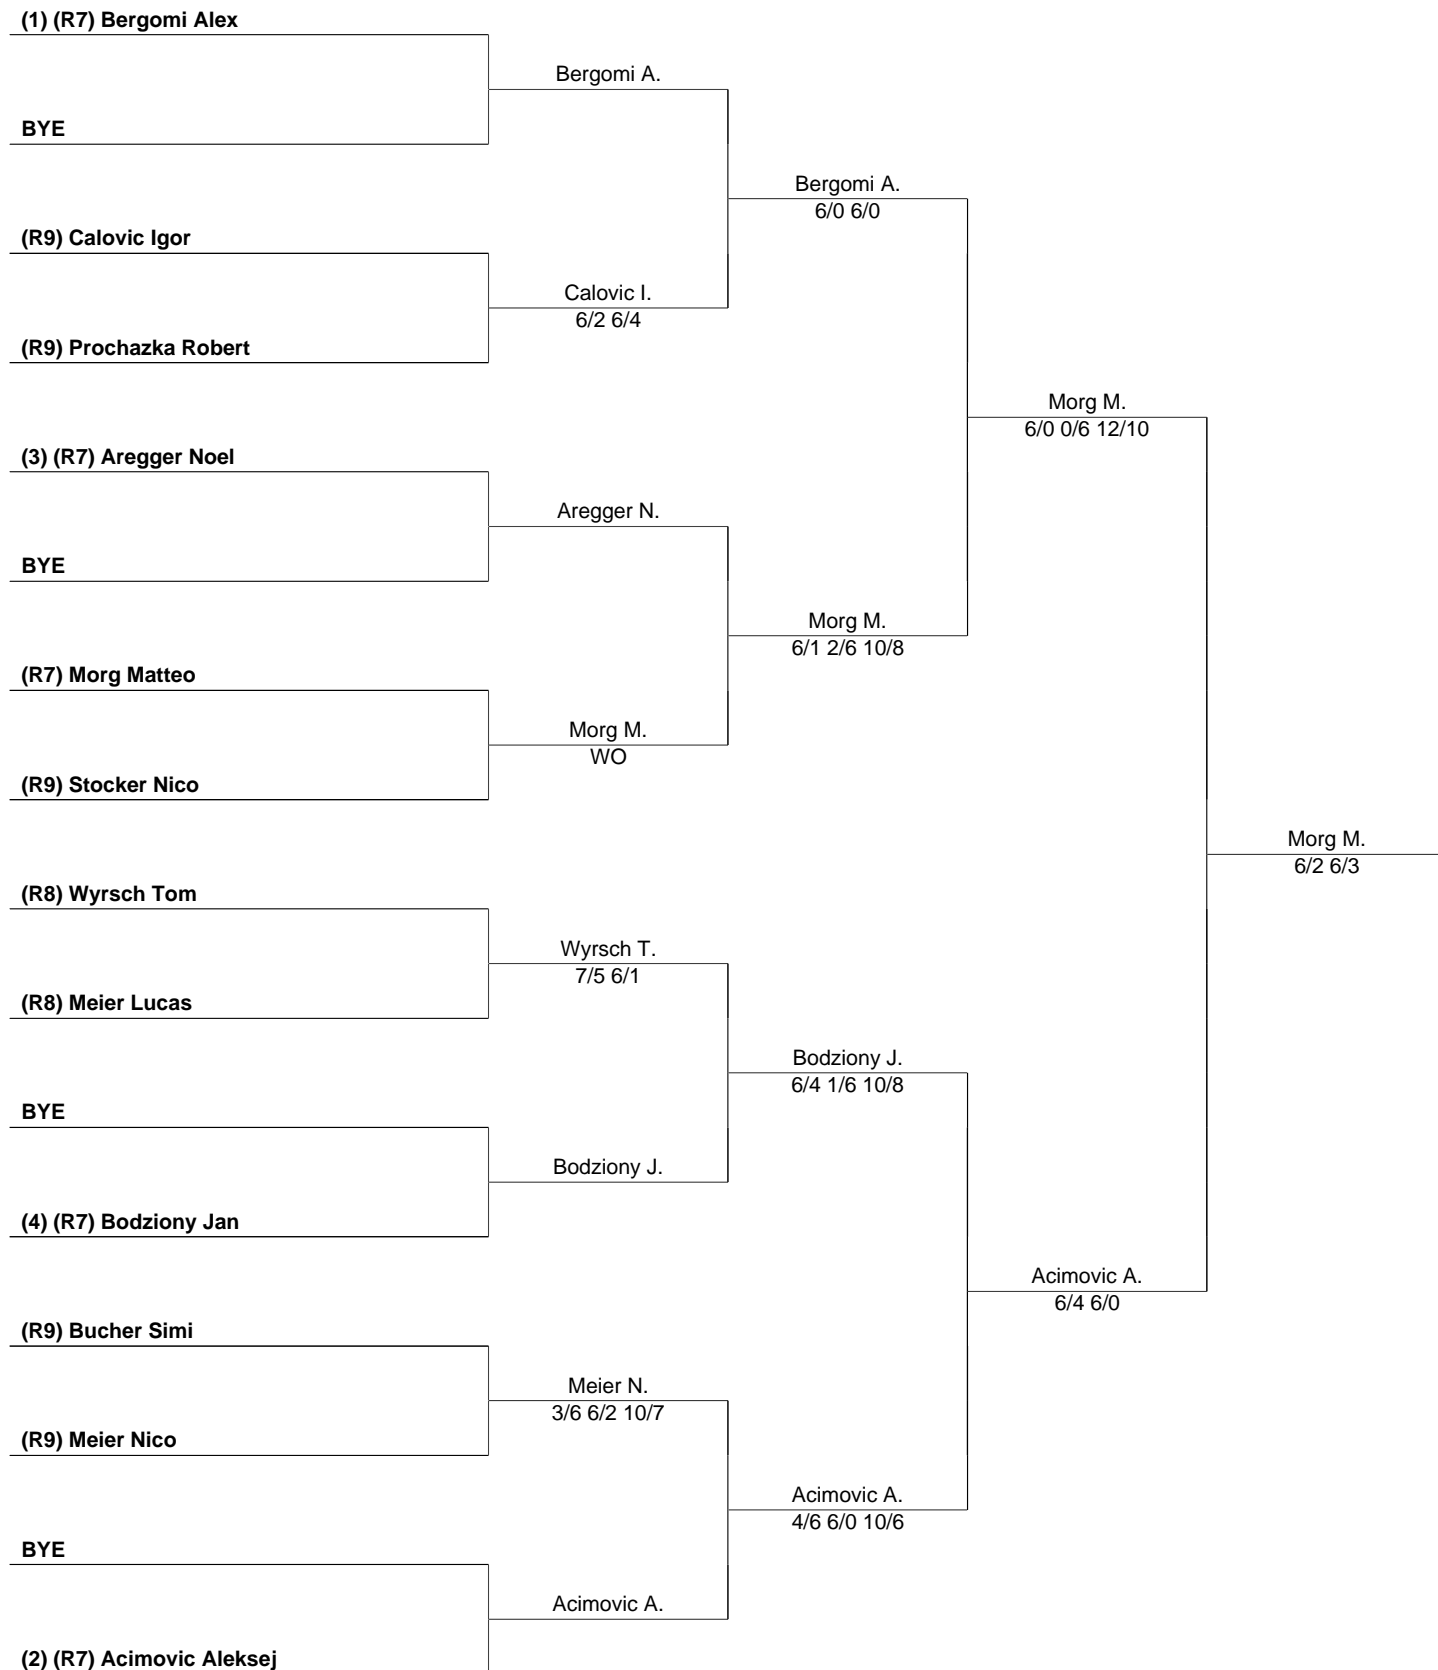 (1) (R7) Bergomi Alex
Bergomi A.
BYE
Bergomi A.
6/0 6/0
(R9) Calovic Igor
Calovic I.
6/2 6/4
(R9) Prochazka Robert
Morg M.
6/0 0/6 12/10
(3) (R7) Aregger Noel
Aregger N.
BYE
Morg M.
6/1 2/6 10/8
(R7) Morg Matteo
Morg M.
WO
(R9) Stocker Nico
Morg M.
6/2 6/3
(R8) Wyrsch Tom
Wyrsch T.
7/5 6/1
(R8) Meier Lucas
Bodziony J.
6/4 1/6 10/8
BYE
Bodziony J.
(4) (R7) Bodziony Jan
Acimovic A.
6/4 6/0
(R9) Bucher Simi
Meier N.
3/6 6/2 10/7
(R9) Meier Nico
Acimovic A.
4/6 6/0 10/6
BYE
Acimovic A.
(2) (R7) Acimovic Aleksej